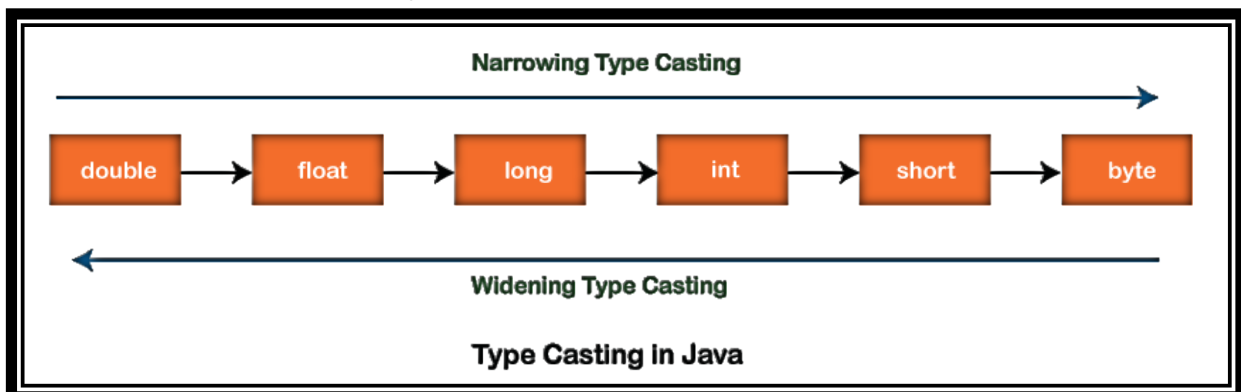 Narrowing Type Casting
double float long int short byte
Widening Type Casting
Type Casting in Java